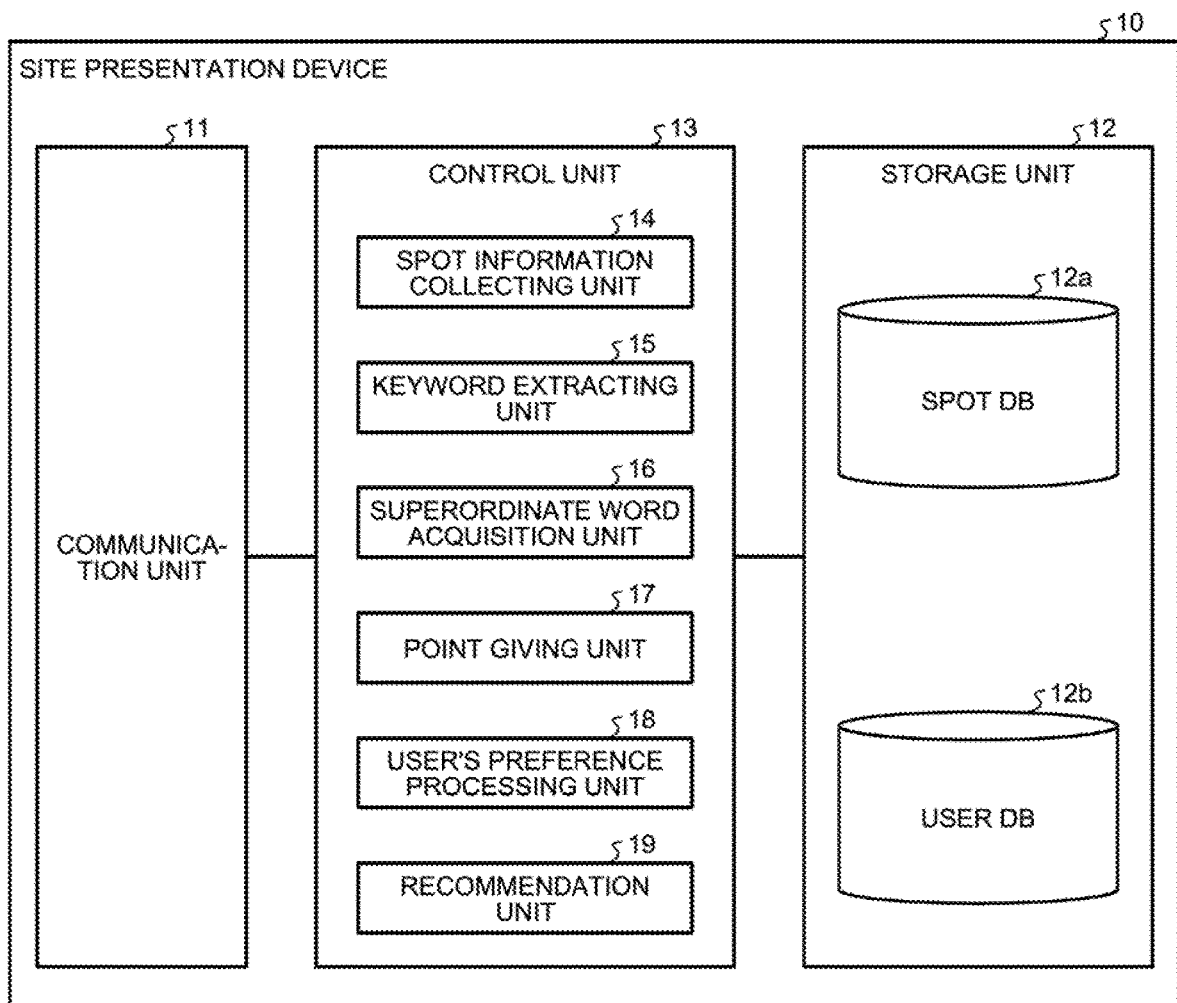 10
SITE PRESENTATION DEVICE
11
COMMUNICA-
TION UNIT
13
CONTROL UNIT
14
SPOT INFORMATION
COLLECTING UNIT
15
KEYWORD EXTRACTING
UNIT
16
SUPERORDINATE WORD
ACQUISITION UNIT
17
POINT GIVING UNIT
18
USER'S PREFERENCE
PROCESSING UNIT
19
RECOMMENDATION
UNIT
12
STORAGE UNIT
12a
SPOT DB
12b
USER DB